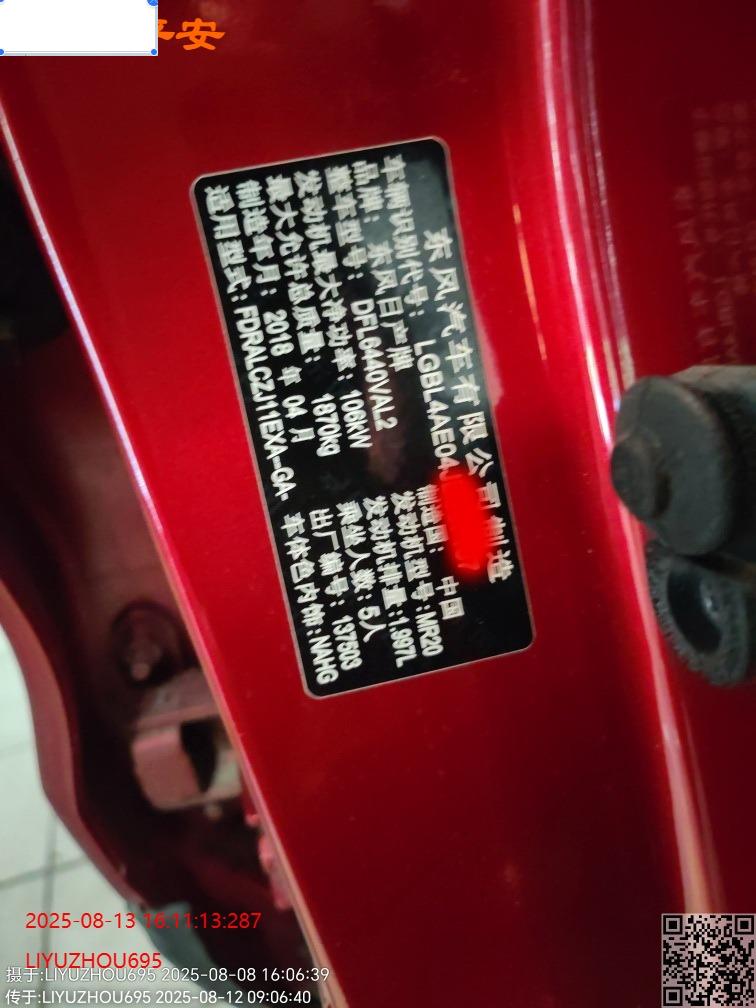 平安
东风汽车有限公司制造
车辆识别代号: LGBL4AE04
品牌: 东风日产牌 制造国: 中国
整车型号: DFL6440VAL2 发动机型号: MR20
发动机最大净功率: 106kW 发动机排量: 1.997L
最大允许总质量: 1870kg 乘坐人数: 5人
制造年月: 2018 年 04 月 出厂编号: 137503
适用型式: FDRALCZJ11EXA-GA- 车体色内饰: NAHG
2025-08-13 16:11:13:287
LIYUZHOU695
摄于:LIYUZHOU695 2025-08-08 16:06:39
传于:LIYUZHOU695 2025-08-12 09:06:40